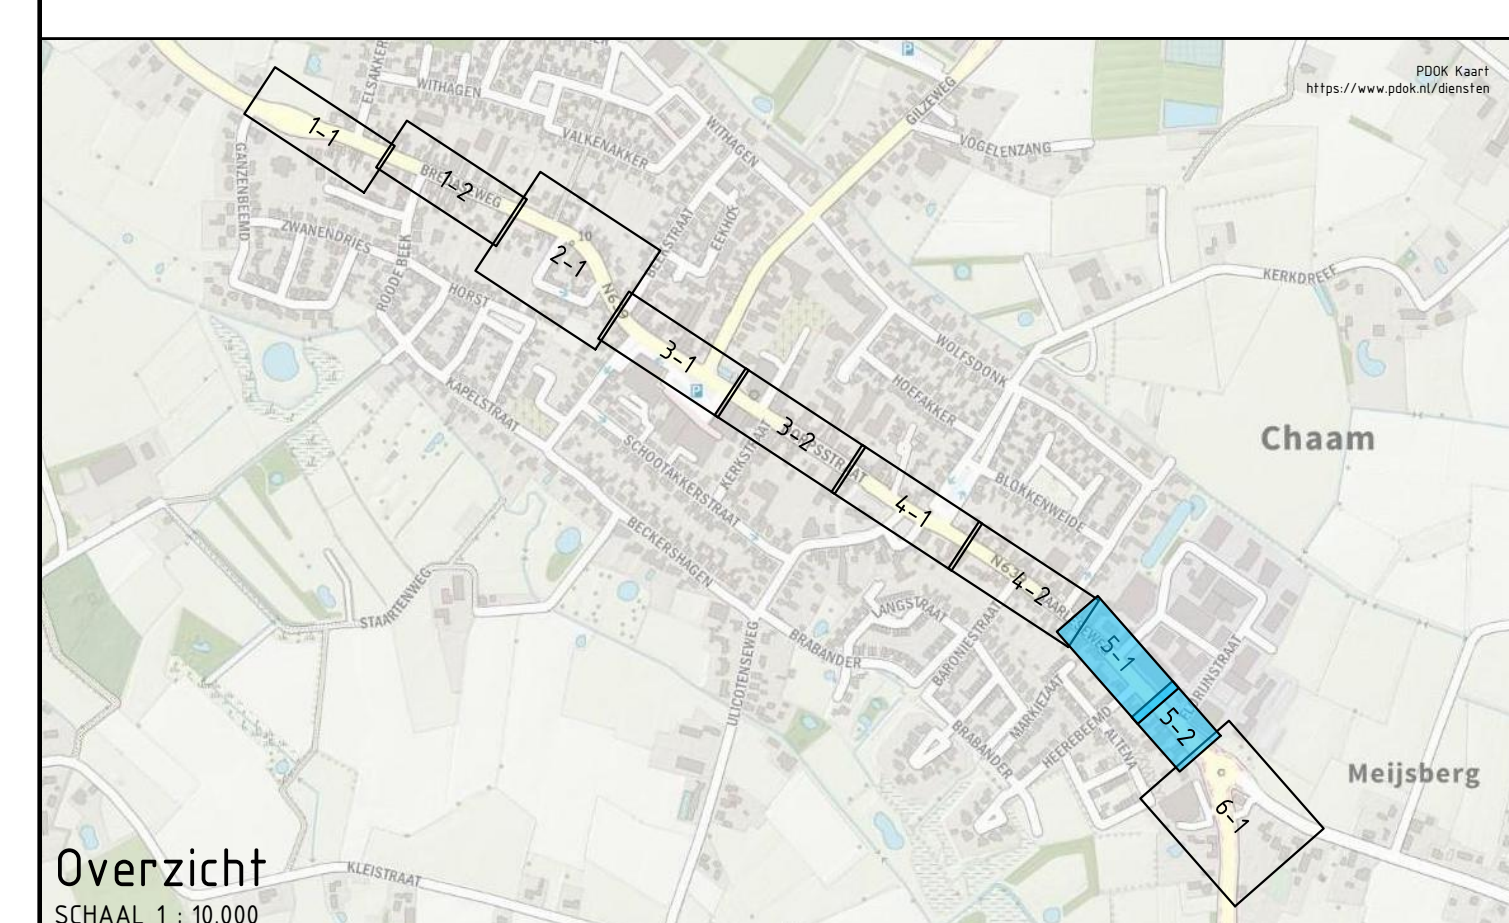 PDOK Kaart
https://www.pdok.nl/diensten
ELSAKKER
WITHAGEN
VALKENAKKER
WITHAGEN
GILZEWEG
VOGELENZANG
GANZENBEEMD
1-1
1-2
ZWANENDRIES
ROODE BEEK
HORST
2-1
10
EEKHOF
KERKDREEF
3-1
KAPELSTRAAT
WOLFSDONK
HOEFAKKER
Chaam
3-2
KERKSTRAAT
SCHOOTAKKERSTRAAT
BLOKKENWEIDE
4-1
BECKERSHAGEN
N639
4-2
STAARTENWEG
LANGSTRAAT
BARONIESTRAAT
BRABANDER
ULICOTENSEWEG
5-1
MARKIEZAAT
HEEREBEEMD
ALTENA
BRABANDER
5-2
Meijsberg
6-1
Overzicht
KLEISTRAAT
SCHAAL 1 : 10.000